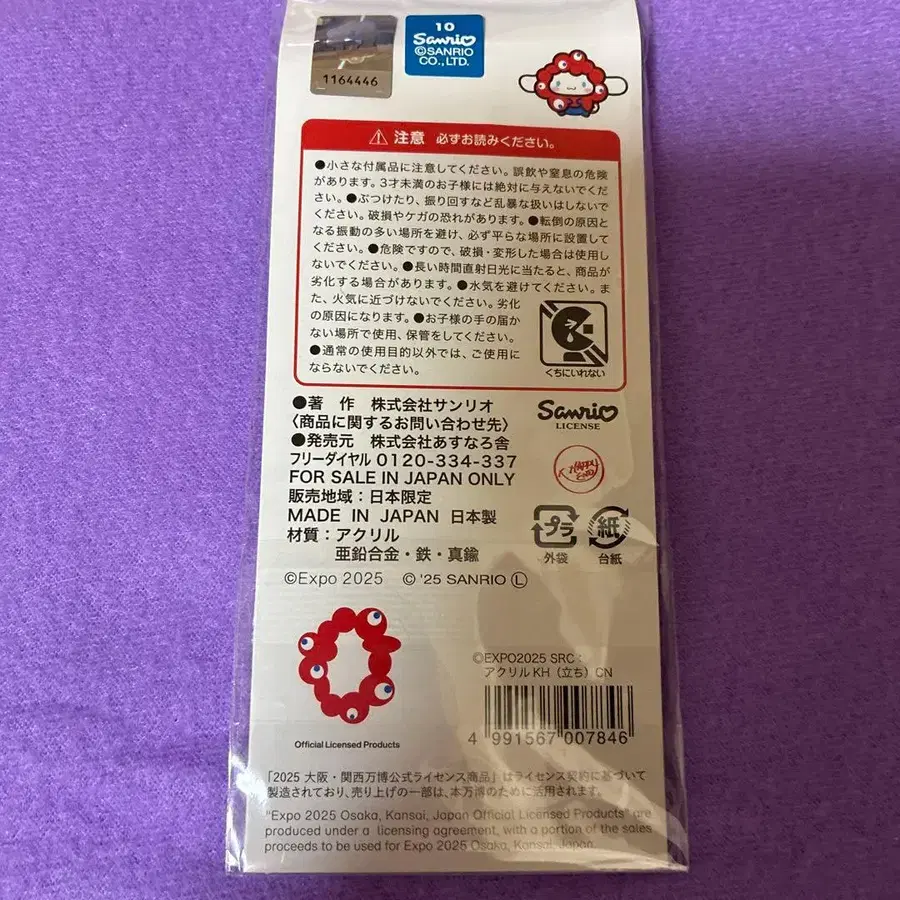 1164446
10
Sanrio
©SANRIO
CO., LTD.
⚠注意 必ずお読みください。
●小さな付属品に注意してください。誤飲や窒息の危険
があります。3才未満のお子様には絶対に与えないでくだ
さい。●ぶつけたり、振り回すなど乱暴な扱いはしないで
ください。破損やケガの恐れがあります。●転倒の原因と
なる振動の多い場所を避け、必ず平らな場所に設置して
ください。●危険ですので、破損・変形した場合は使用し
ないでください。●長い時間直射日光に当たると、商品が
劣化する場合があります。●水気を避けてください。ま
た、火気に近づけないでください。劣化
の原因になります。●お子様の手の届か
ない場所で使用、保管をしてください。
●通常の使用目的以外では、ご使用に
ならないでください。
くちにいれない
●著 作 株式会社サンリオ
〈商品に関するお問い合わせ先〉
●発売元 株式会社あすなろ舎
フリーダイヤル 0120-334-337
FOR SALE IN JAPAN ONLY
販売地域：日本限定
MADE IN JAPAN 日本製
材質：アクリル
亜鉛合金・鉄・真鍮
Sanrio
LICENSE
HAPPY
END
プラ
外袋
紙
台紙
©Expo 2025 © '25 SANRIO Ⓛ
Official Licensed Products
©EXPO2025 SRC
アクリルKH（立ち）CN
4 991567 007846
「2025 大阪・関西万博公式ライセンス商品」はライセンス契約に基づいて
製造されており、売り上げの一部は、本万博のために活用されます。
"Expo 2025 Osaka, Kansai, Japan Official Licensed Products" are
produced under a licensing agreement, with a portion of the sales
proceeds to be used for Expo 2025 Osaka, Kansai, Japan.